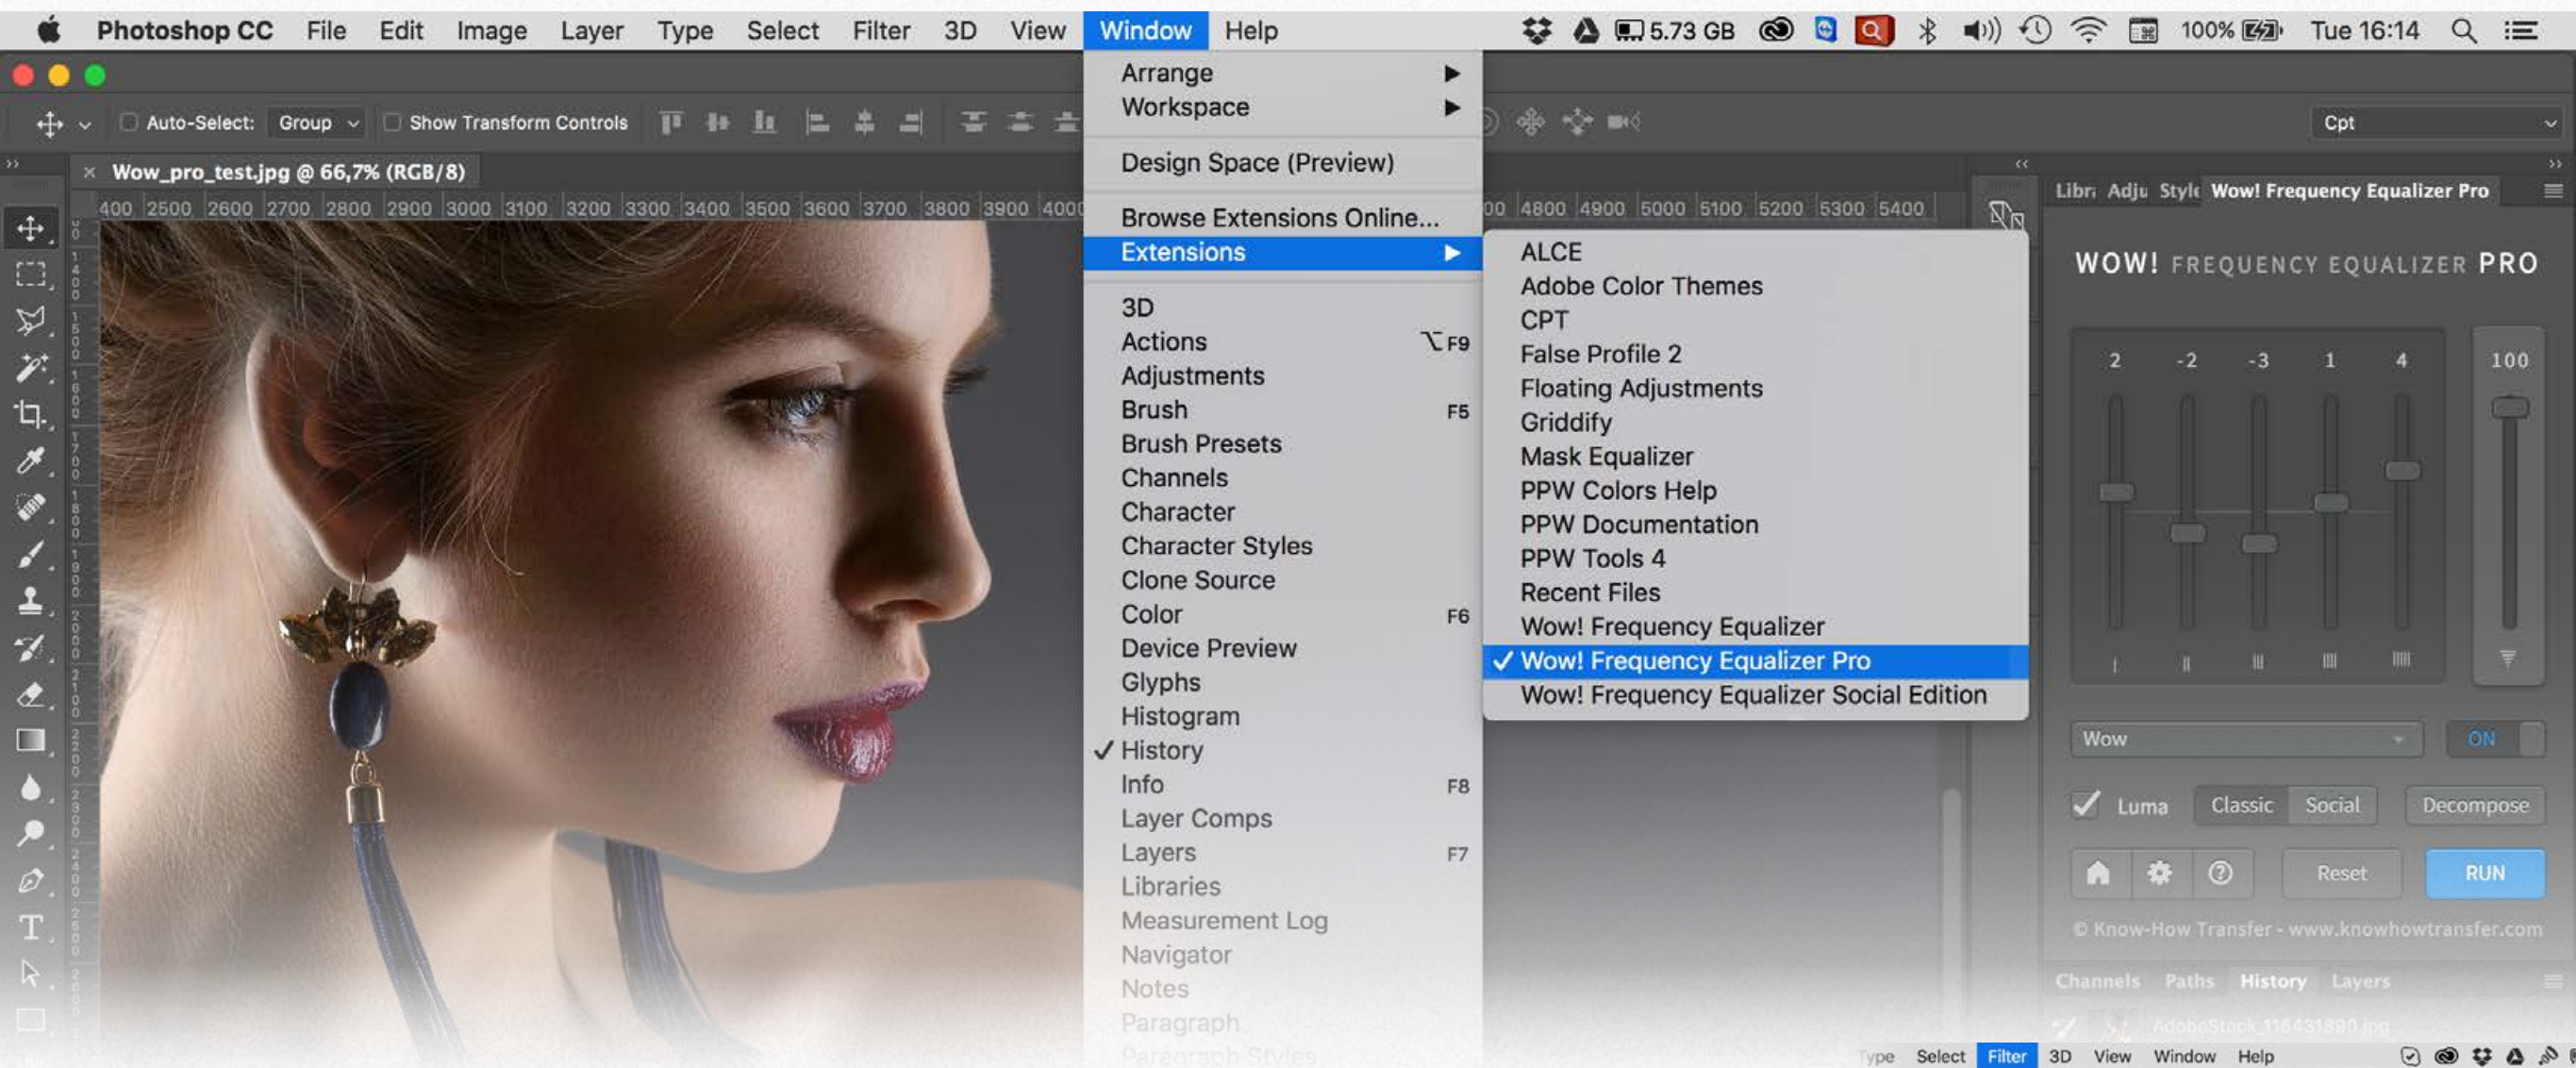 Photoshop CC File Edit Image Layer Type Select Filter 3D View Window Help 5.73 GB 100% Tue 16:14
Auto-Select: Group Show Transform Controls Cpt
× Wow_pro_test.jpg @ 66,7% (RGB/8)
400 2500 2600 2700 2800 2900 3000 3100 3200 3300 3400 3500 3600 3700 3800 3900 4000
00 4800 4900 5000 5100 5200 5300 5400
Arrange
Workspace
Design Space (Preview)
Browse Extensions Online...
Extensions
3D
Actions ⌥F9
Adjustments
Brush F5
Brush Presets
Channels
Character
Character Styles
Clone Source
Color F6
Device Preview
Glyphs
Histogram
✓ History
Info F8
Layer Comps
Layers F7
Libraries
Measurement Log
Navigator
Notes
Paragraph
Paragraph Styles
ALCE
Adobe Color Themes
CPT
False Profile 2
Floating Adjustments
Griddify
Mask Equalizer
PPW Colors Help
PPW Documentation
PPW Tools 4
Recent Files
Wow! Frequency Equalizer
✓ Wow! Frequency Equalizer Pro
Wow! Frequency Equalizer Social Edition
Libr Adju Style Wow! Frequency Equalizer Pro
WOW! FREQUENCY EQUALIZER PRO
2 -2 -3 1 4 100
Wow ON
Luma Classic Social Decompose
Reset RUN
© Know-How Transfer - www.knowhowtransfer.com
Channels Paths History Layers
AdobeStock_116431890.jpg
Type Select Filter 3D View Window Help